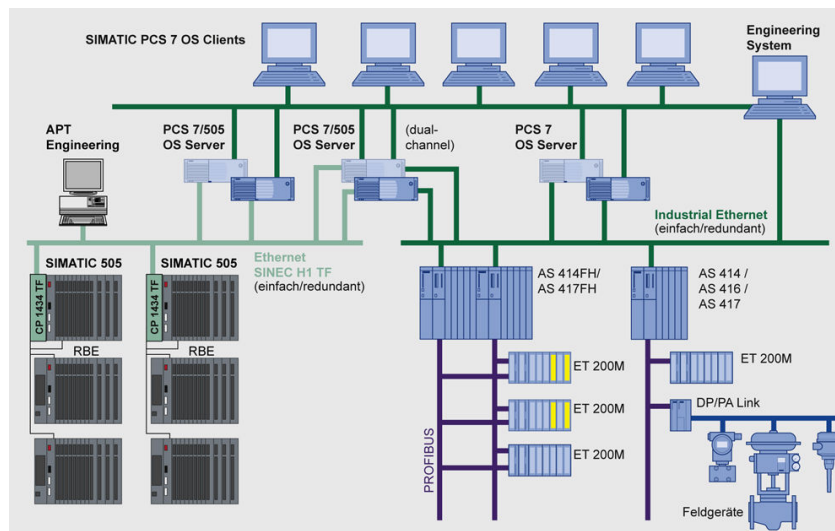 SIMATIC PCS 7 OS Clients
Engineering
System
APT
Engineering
PCS 7/505
OS Server
PCS 7/505
OS Server
(dual-
channel)
PCS 7
OS Server
Industrial Ethernet
(einfach/redundant)
Ethernet
SINEC H1 TF
(einfach/redundant)
SIMATIC 505
SIMATIC 505
CP 1434 TF
CP 1434 TF
RBE
RBE
AS 414FH/
AS 417FH
AS 414 /
AS 416 /
AS 417
ET 200M
ET 200M
ET 200M
ET 200M
DP/PA Link
PROFIBUS
Feldgeräte